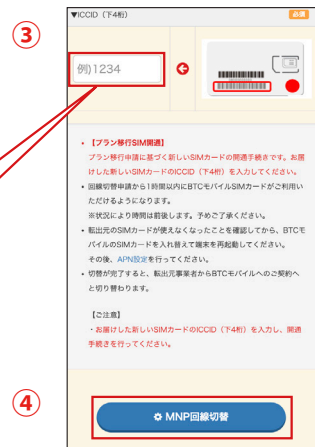 ③
▼ICCID（下4桁）
必須
例)1234
・【プラン移行SIM開通】
プラン移行申請に基づく新しいSIMカードの開通手続きです。お届
けした新しいSIMカードのICCID（下4桁）を入力してください。
・回線切替申請から1時間以内にBTCモバイルSIMカードがご利用い
ただけるようになります。
※状況により時間は前後します。予めご了承ください。
・転出元のSIMカードが使えなくなったことを確認してから、BTCモ
バイルのSIMカードを入れ替えて端末を再起動してください。
その後、APN設定を行ってください。
・切替が完了すると、転出元事業者からBTCモバイルへのご契約へ
と切り替わります。
【ご注意】
・お届けした新しいSIMカードのICCID（下4桁）を入力し、開通
手続きを行ってください。
④
MNP回線切替